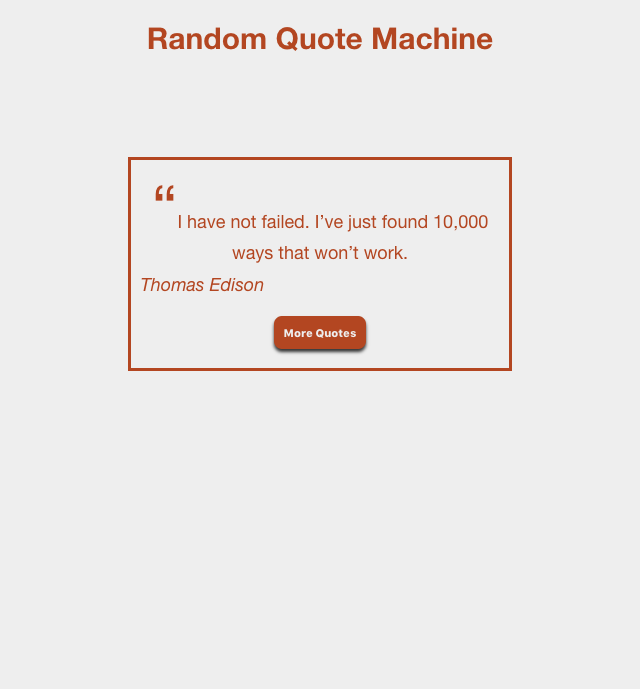 Random Quote Machine
“
I have not failed. I’ve just found 10,000
ways that won’t work.
Thomas Edison
More Quotes